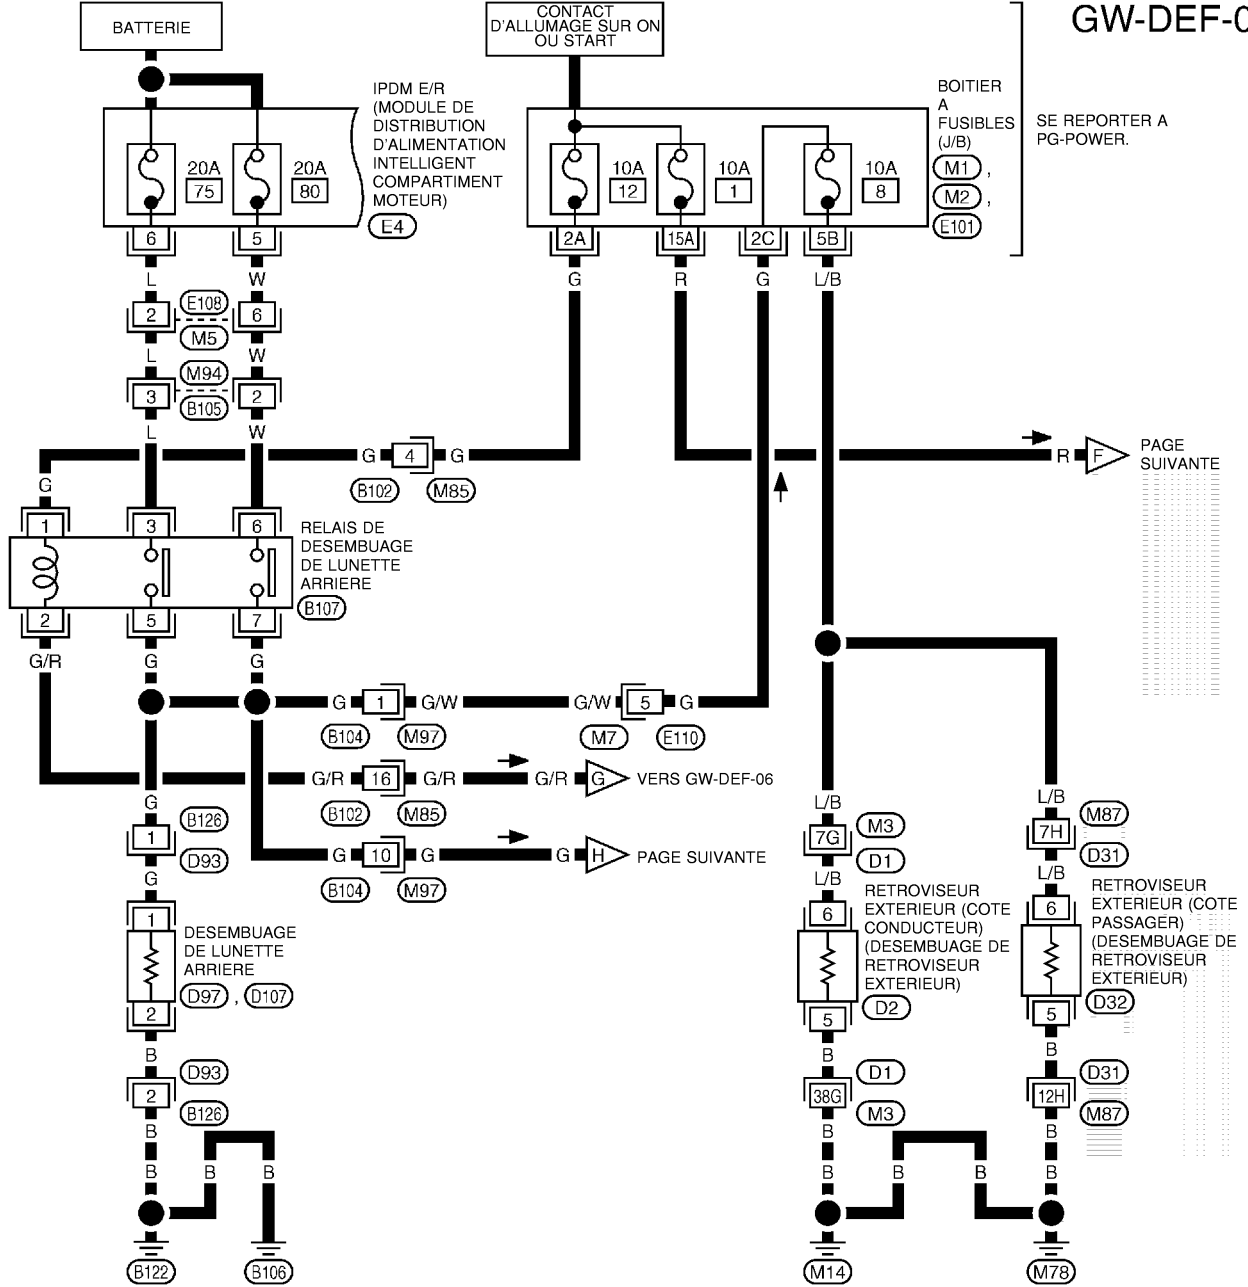 BATTERIE
CONTACT
D'ALLUMAGE SUR ON
OU START
GW-DEF-0
IPDM E/R
(MODULE DE
DISTRIBUTION
D'ALIMENTATION
INTELLIGENT
COMPARTIMENT
MOTEUR)
E4
20A
75
20A
80
10A
12
10A
1
10A
8
BOITIER
A
FUSIBLES
(J/B)
M1 ,
M2 ,
E101
SE REPORTER A
PG-POWER.
6
5
2A
15A
2C
5B
L
W
G
R
G
L/B
2
E108
6
M5
L
W
M94
3
2
B105
L
W
G
4
G
B102
M85
R
F
PAGE
SUIVANTE
G
1
3
6
RELAIS DE
DESEMBUAGE
DE LUNETTE
ARRIERE
B107
2
5
7
G/R
G
G
G
1
G/W
G/W
5
G
B104
M97
M7
E110
G/R
16
G/R
G/R
G
VERS GW-DEF-06
B102
M85
G
B126
1
D93
G
G
10
G
G
H
PAGE SUIVANTE
B104
M97
L/B
M3
7G
D1
L/B
L/B
M87
7H
D31
L/B
1
DESEMBUAGE
DE LUNETTE
ARRIERE
D97 , D107
2
6
RETROVISEUR
EXTERIEUR (COTE
CONDUCTEUR)
(DESEMBUAGE DE
RETROVISEUR
EXTERIEUR)
D2
5
6
RETROVISEUR
EXTERIEUR (COTE
PASSAGER)
(DESEMBUAGE DE
RETROVISEUR
EXTERIEUR)
D32
5
B
B
B
D93
2
B126
D1
38G
M3
D31
12H
M87
B
B
B
B
B
B
B
B
B
B
B122
B106
M14
M78